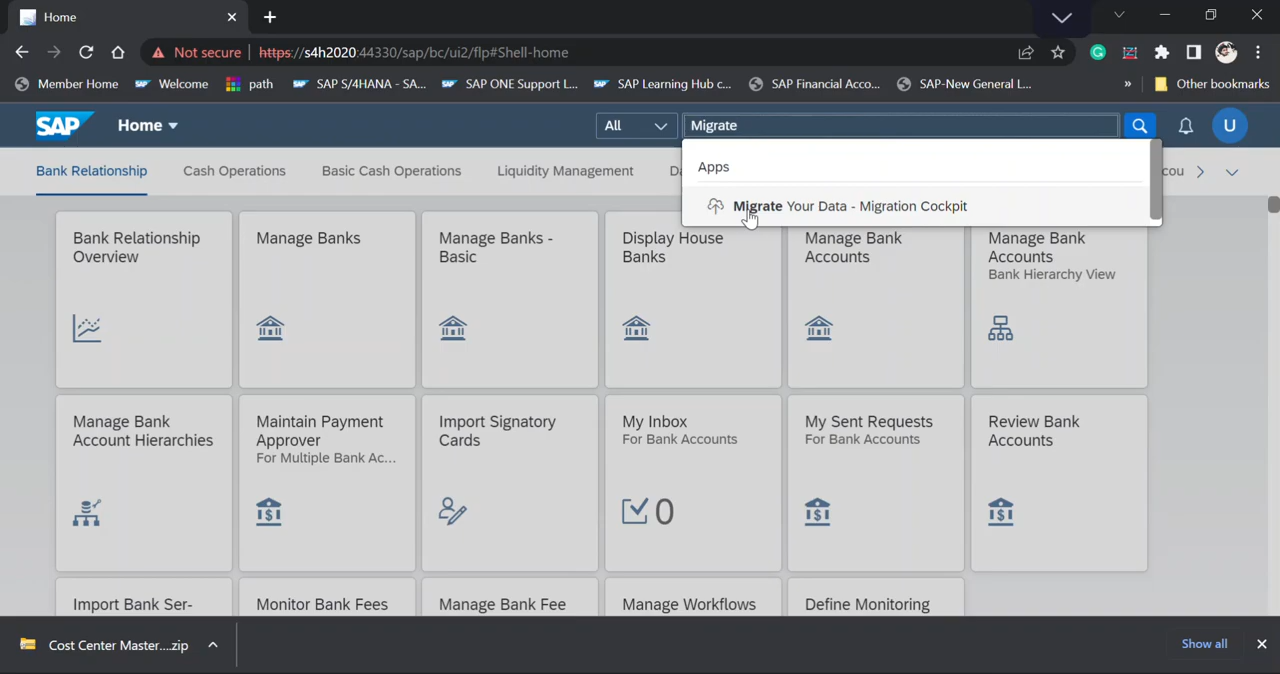 Home
Not secure | https://s4h2020:44330/sap/bc/ui2/flp#Shell-home
Member Home Welcome path SAP S/4HANA - SA... SAP ONE Support L... SAP Learning Hub c... SAP Financial Acco... SAP-New General L... » Other bookmarks
SAP Home All Migrate U
Bank Relationship Cash Operations Basic Cash Operations Liquidity Management Da cou
Apps
Migrate Your Data - Migration Cockpit
Bank Relationship
Overview
Manage Banks
Manage Banks -
Basic
Display House
Banks
Manage Bank
Accounts
Manage Bank
Accounts
Bank Hierarchy View
Manage Bank
Account Hierarchies
Maintain Payment
Approver
For Multiple Bank Ac...
Import Signatory
Cards
My Inbox
For Bank Accounts
0
My Sent Requests
For Bank Accounts
Review Bank
Accounts
Import Bank Ser-
Monitor Bank Fees
Manage Bank Fee
Manage Workflows
Define Monitoring
Cost Center Master....zip
Show all